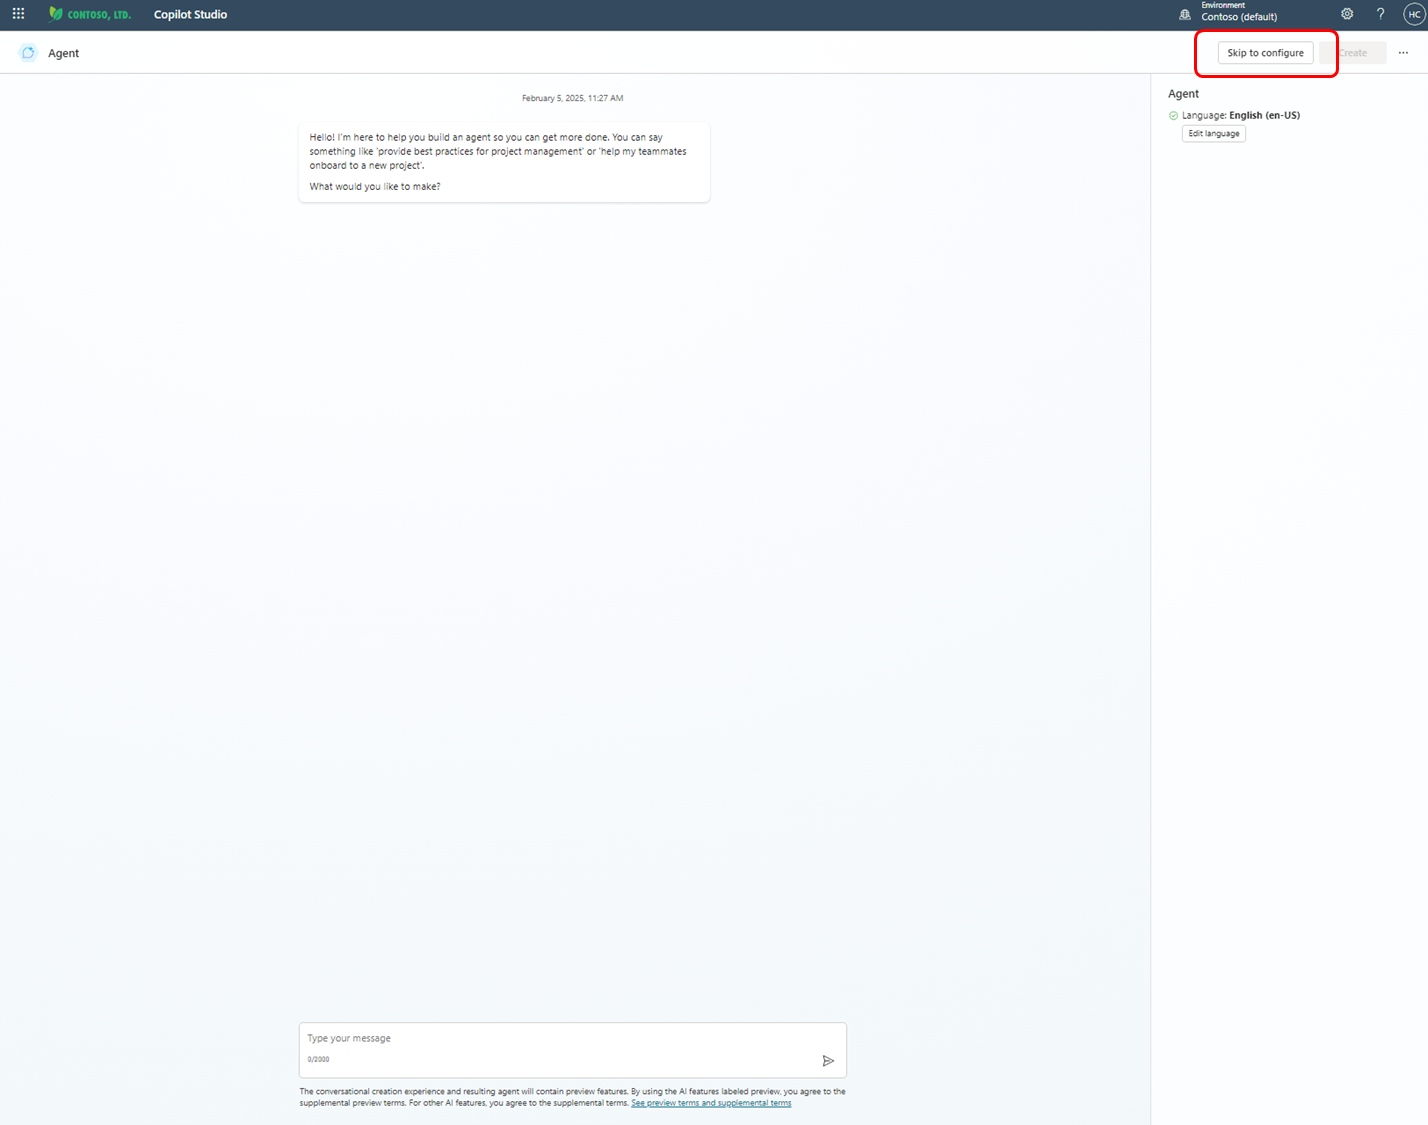 CONTOSO, LTD.
Copilot Studio
Environment
Contoso (default)
?
HC
Agent
Skip to configure
Create
...
February 5, 2025, 11:27 AM
Hello! I'm here to help you build an agent so you can get more done. You can say
something like 'provide best practices for project management' or 'help my teammates
onboard to a new project'.
What would you like to make?
Agent
Language: English (en-US)
Edit language
Type your message
0/2000
The conversational creation experience and resulting agent will contain preview features. By using the AI features labeled preview, you agree to the
supplemental preview terms. For other AI features, you agree to the supplemental terms. See preview terms and supplemental terms